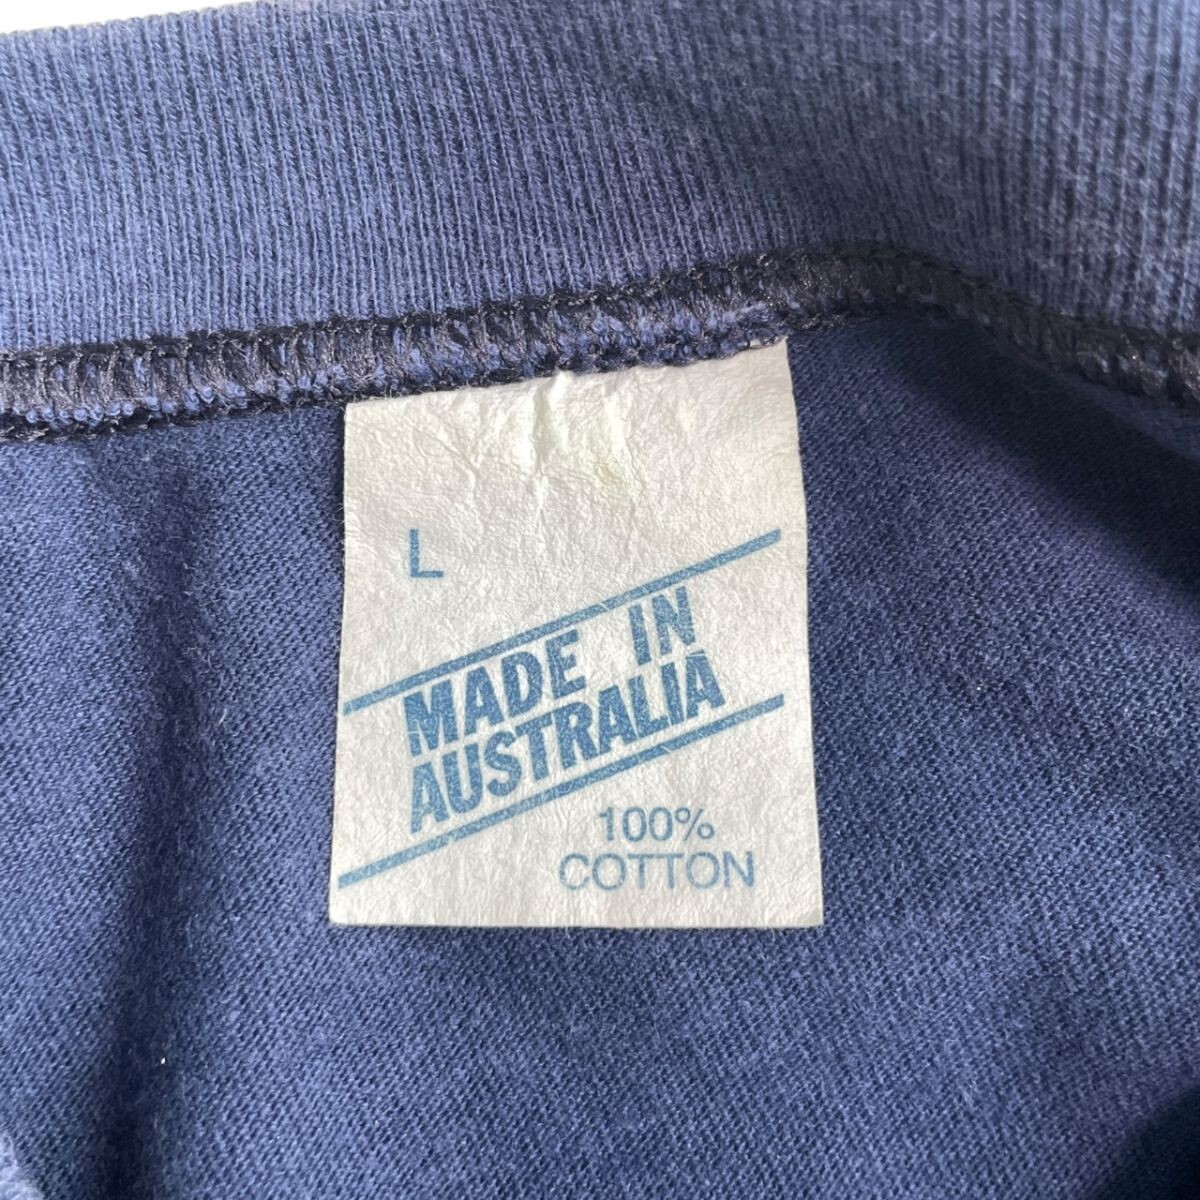 L
MADE IN
AUSTRALIA
100%
COTTON